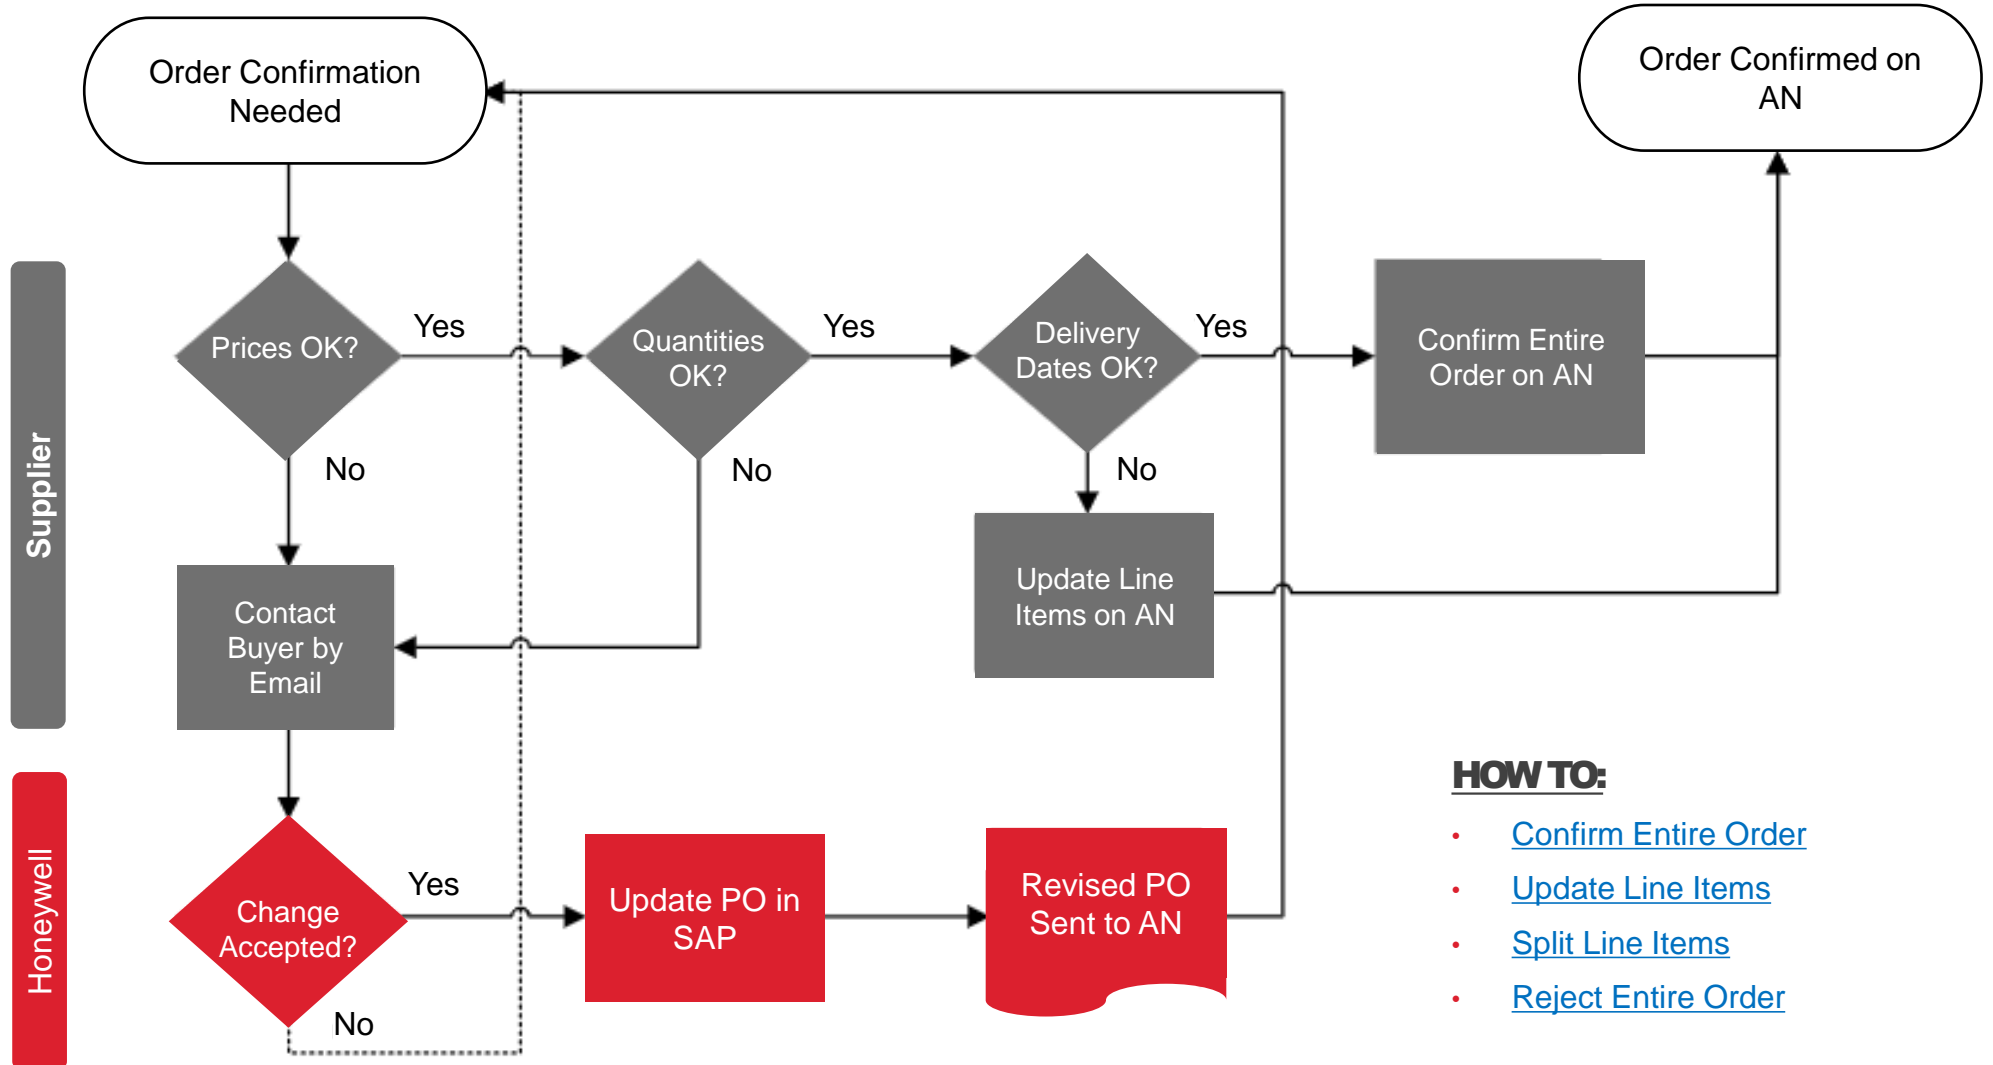 Order Confirmation
Needed
Order Confirmed on
AN
Supplier
Prices OK?
Yes
No
Quantities
OK?
Yes
No
Delivery
Dates OK?
Yes
No
Confirm Entire
Order on AN
Update Line
Items on AN
Contact
Buyer by
Email
Honeywell
Change
Accepted?
Yes
No
Update PO in
SAP
Revised PO
Sent to AN
HOW TO:
• Confirm Entire Order
• Update Line Items
• Split Line Items
• Reject Entire Order